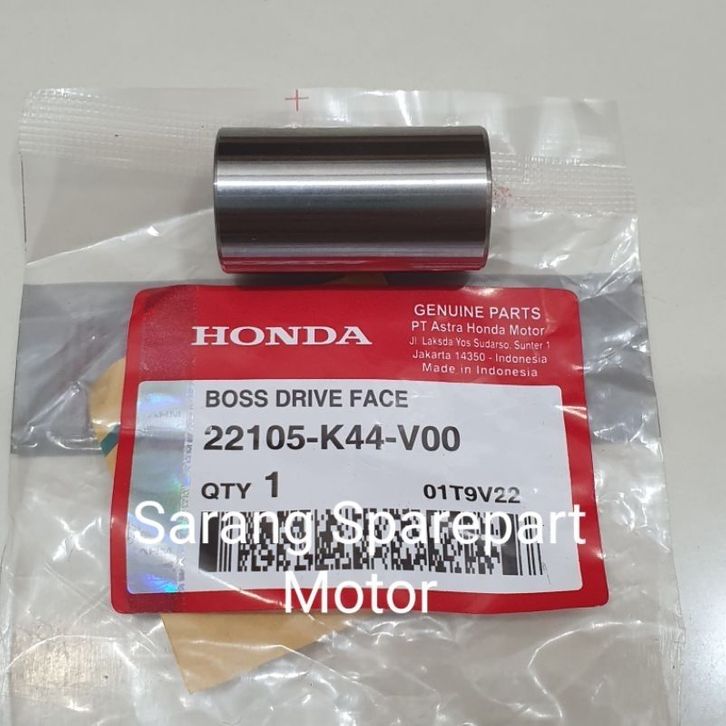 HONDA
GENUINE PARTS
PT Astra Honda Motor
Jl. Laksda Yos Sudarso, Sunter 1
Jakarta 14350 - Indonesia
Made in Indonesia
BOSS DRIVE FACE
22105-K44-V00
QTY 1
01T9V22
Sarang Sparepart
Motor